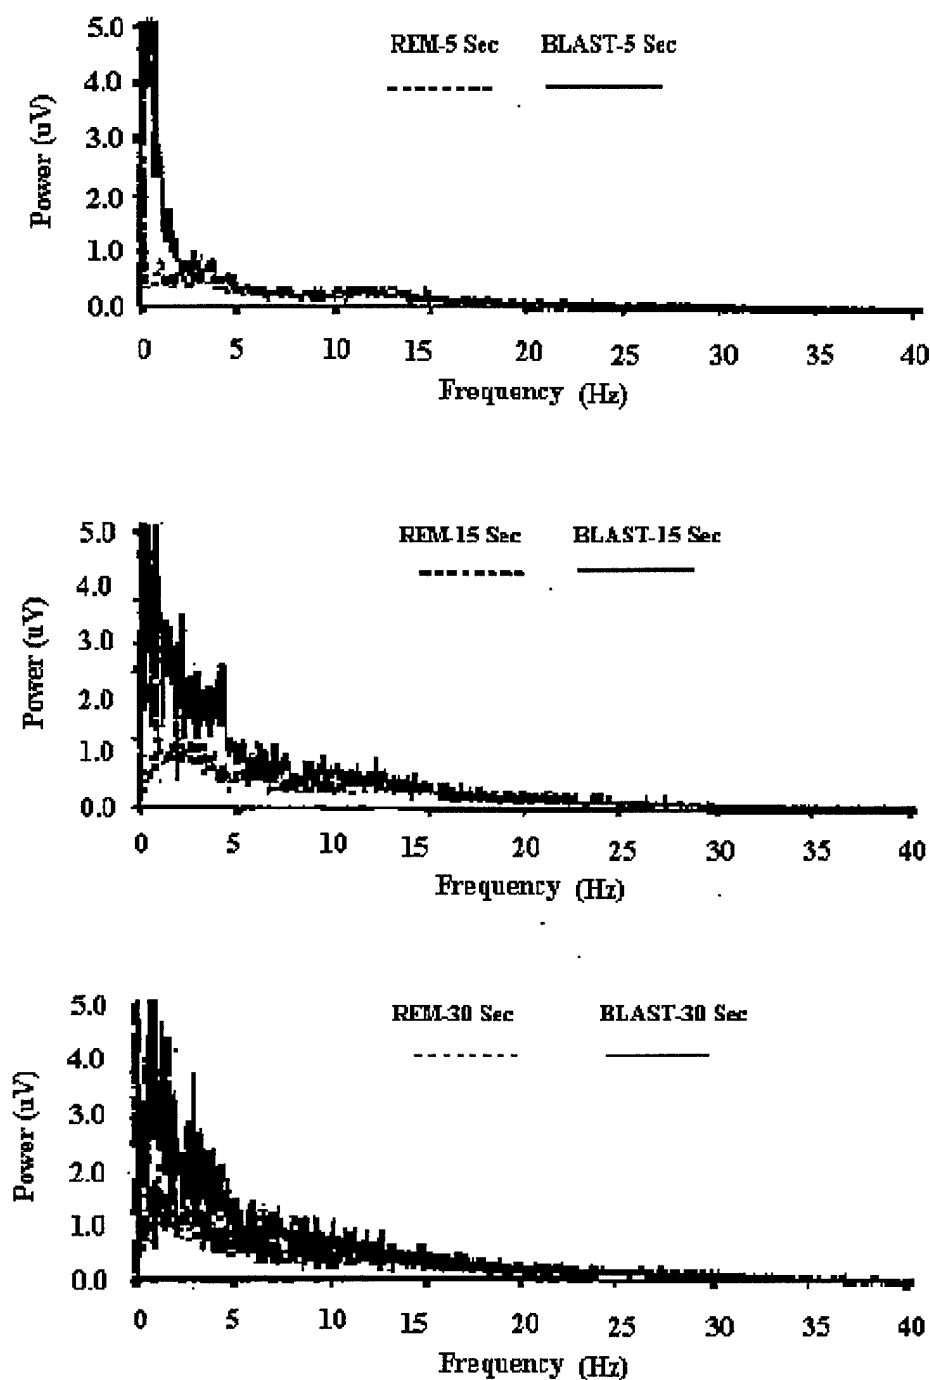 REM-5 Sec BLAST-5 Sec
Power (uV)
5.0
4.0
3.0
2.0
1.0
0.0
0 5 10 15 20 25 30 35 40
Frequency (Hz)
REM-15 Sec BLAST-15 Sec
Power (uV)
5.0
4.0
3.0
2.0
1.0
0.0
0 5 10 15 20 25 30 35 40
Frequency (Hz)
REM-30 Sec BLAST-30 Sec
Power (uV)
5.0
4.0
3.0
2.0
1.0
0.0
0 5 10 15 20 25 30 35 40
Frequency (Hz)